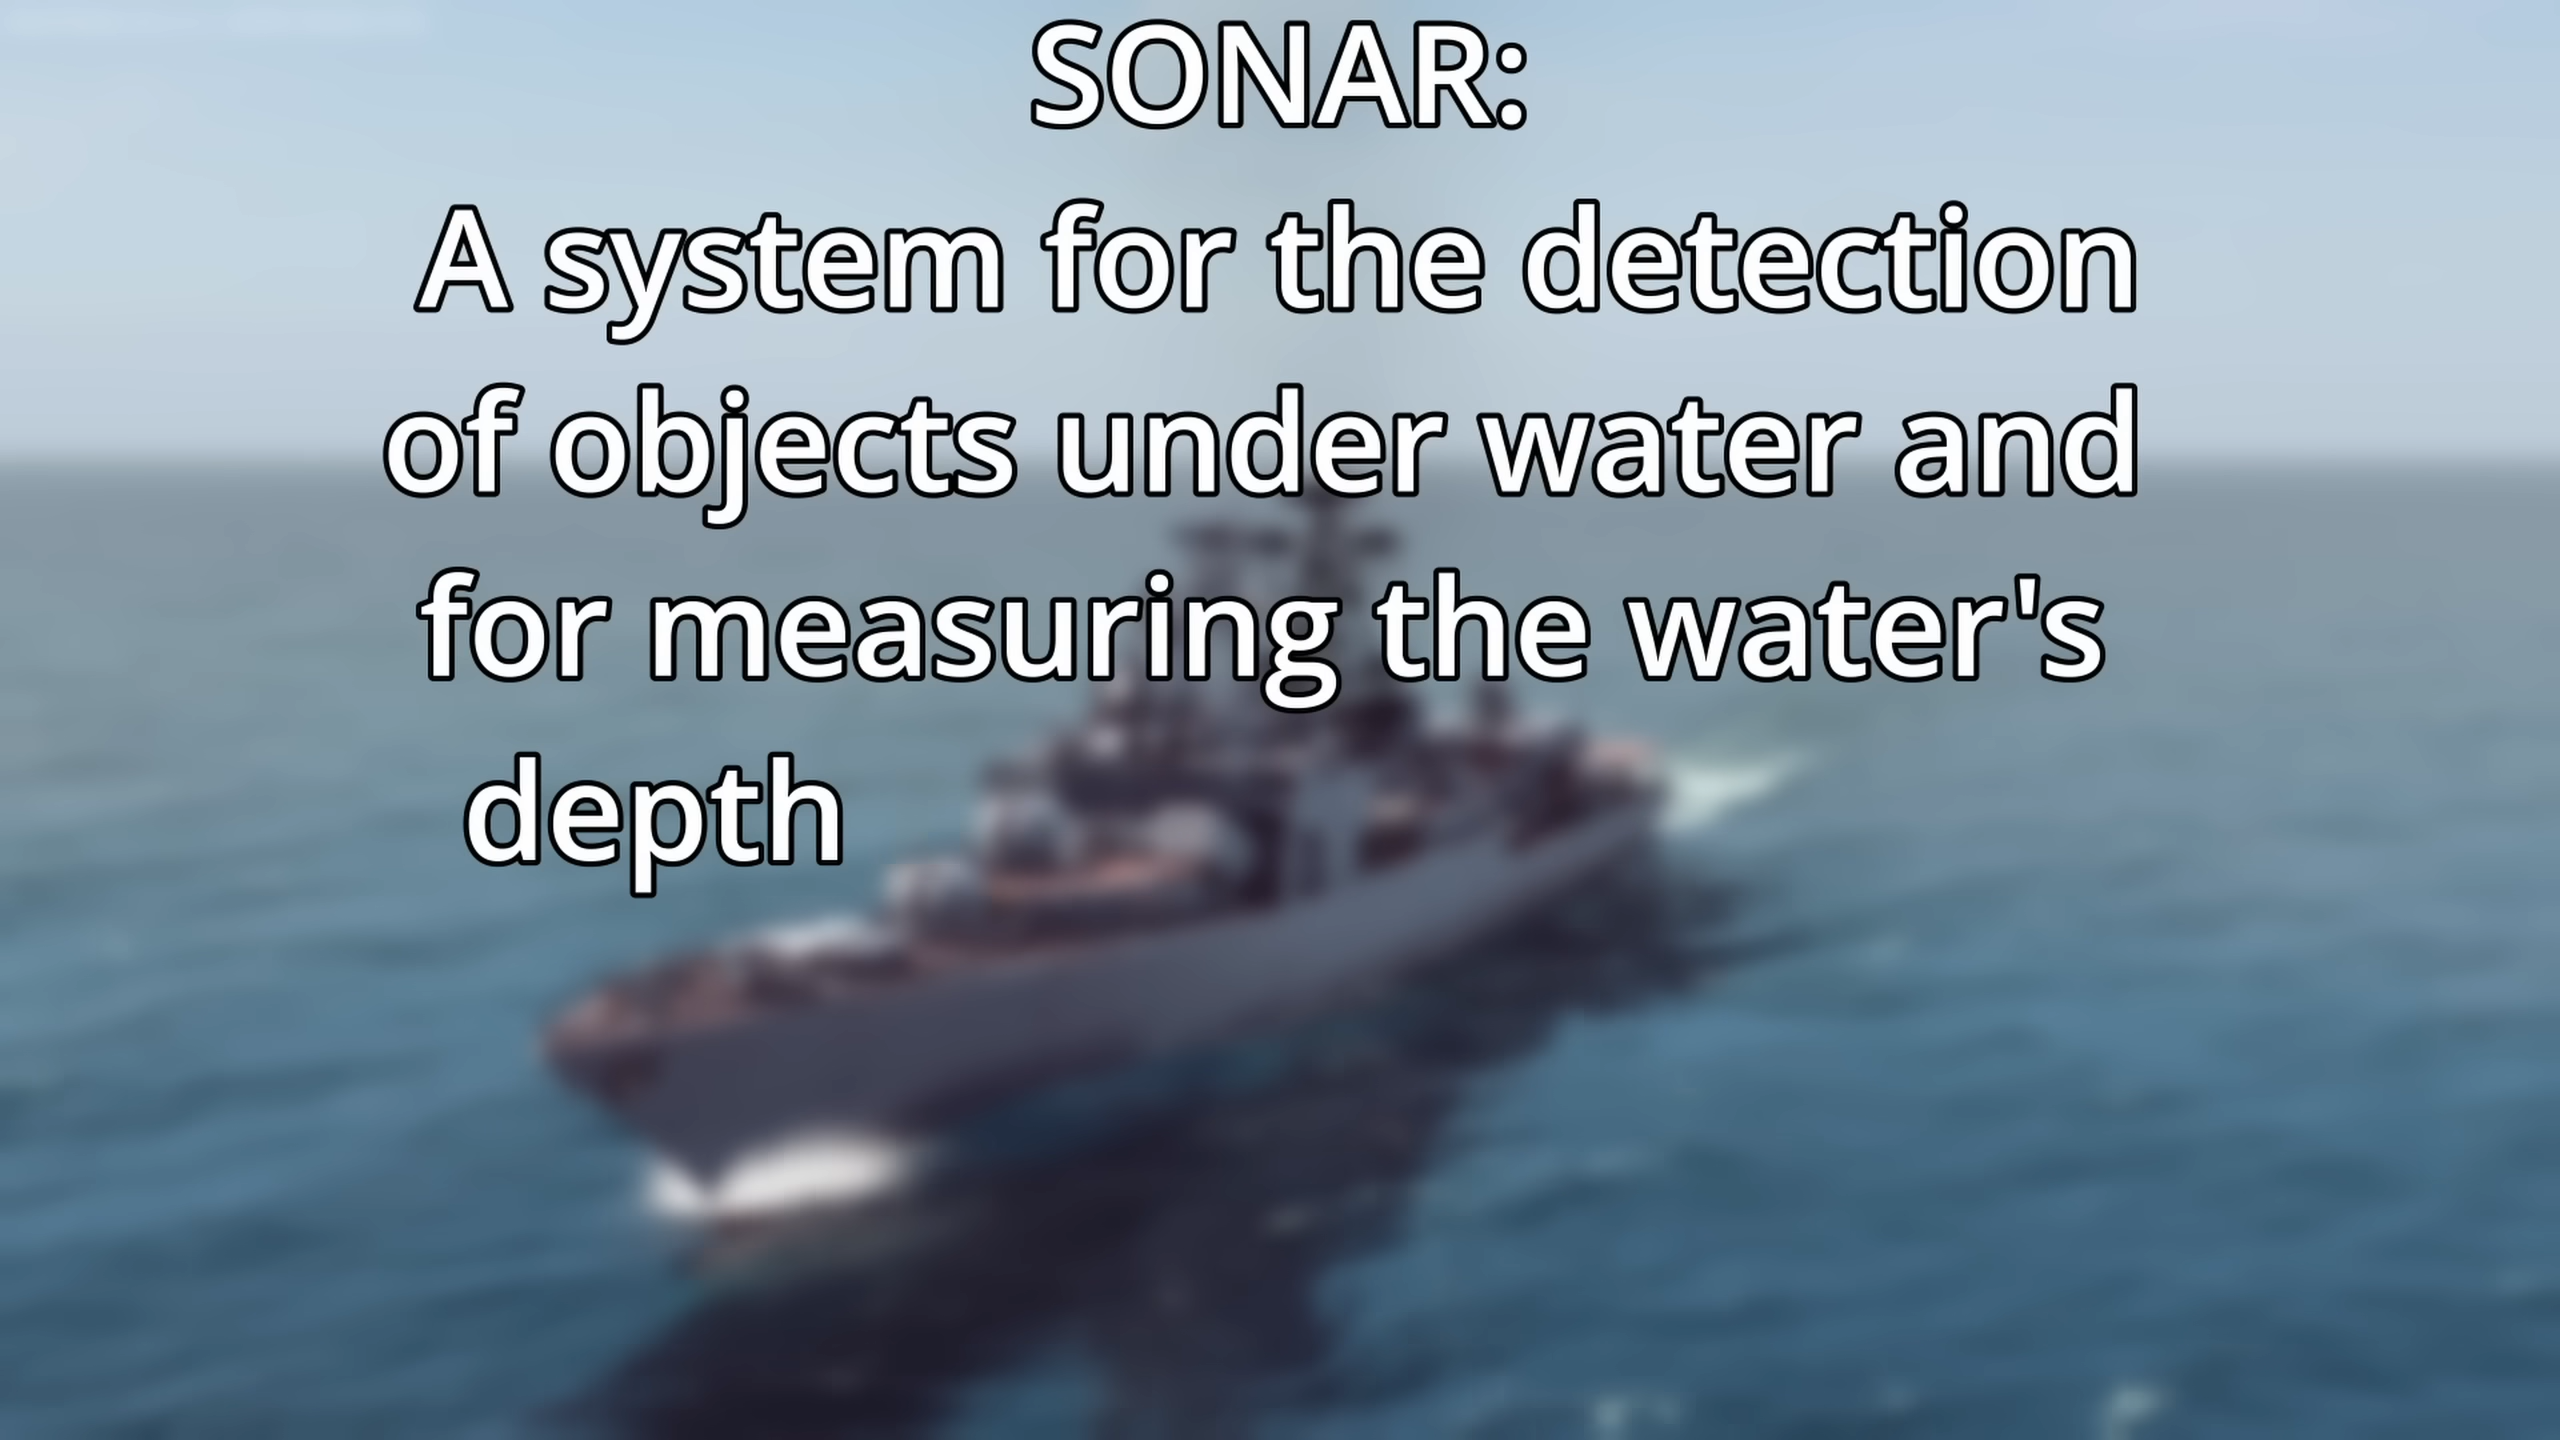 SONAR:
A system for the detection
of objects under water and
for measuring the water's
depth